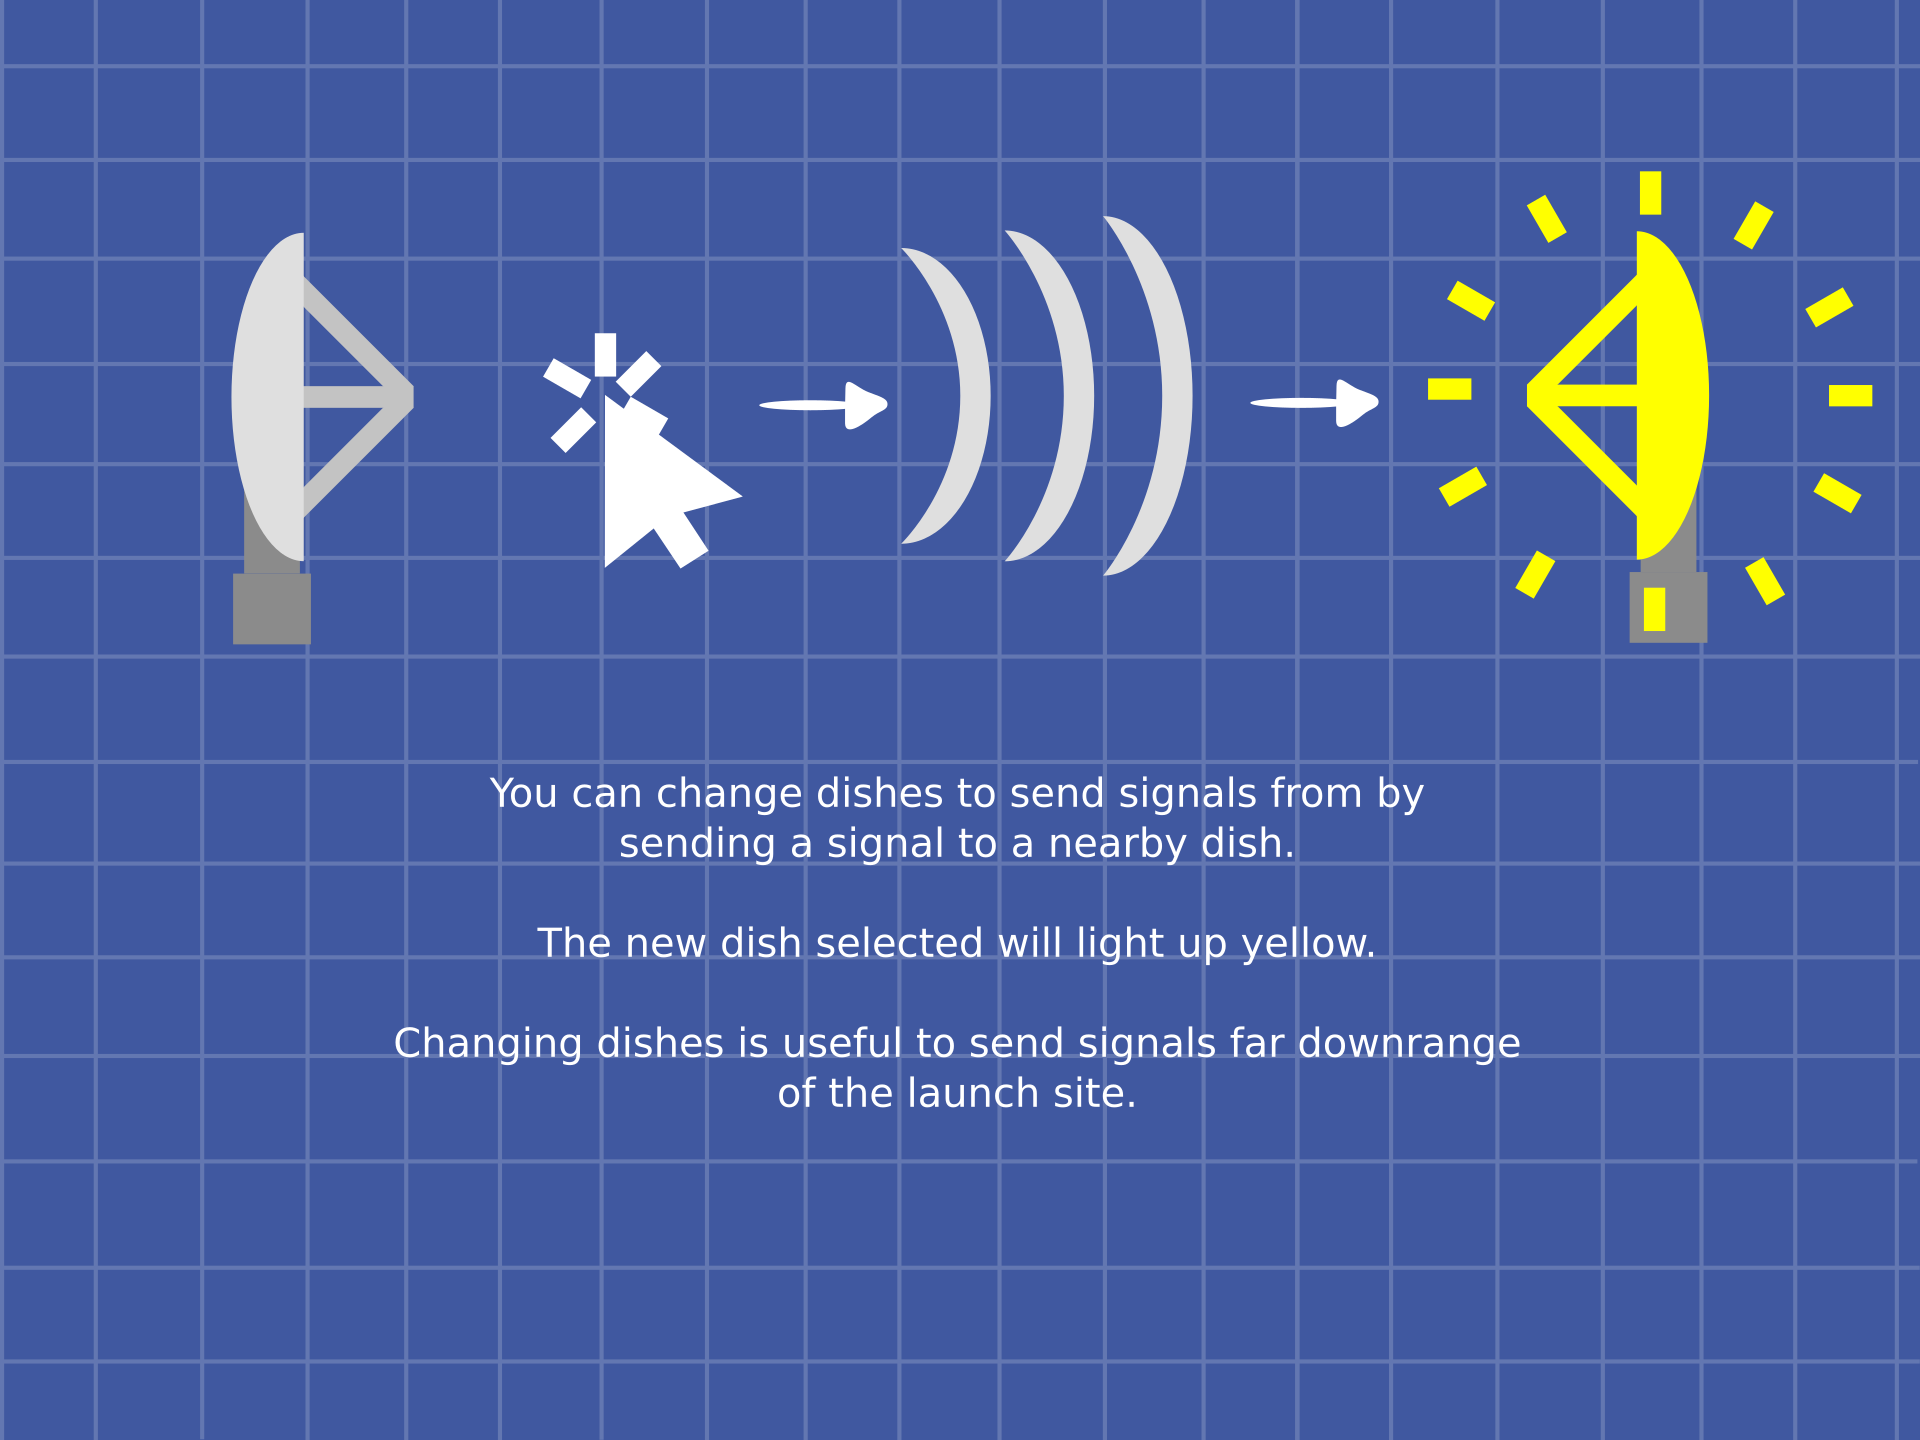 You can change dishes to send signals from by
sending a signal to a nearby dish.
The new dish selected will light up yellow.
Changing dishes is useful to send signals far downrange
of the launch site.